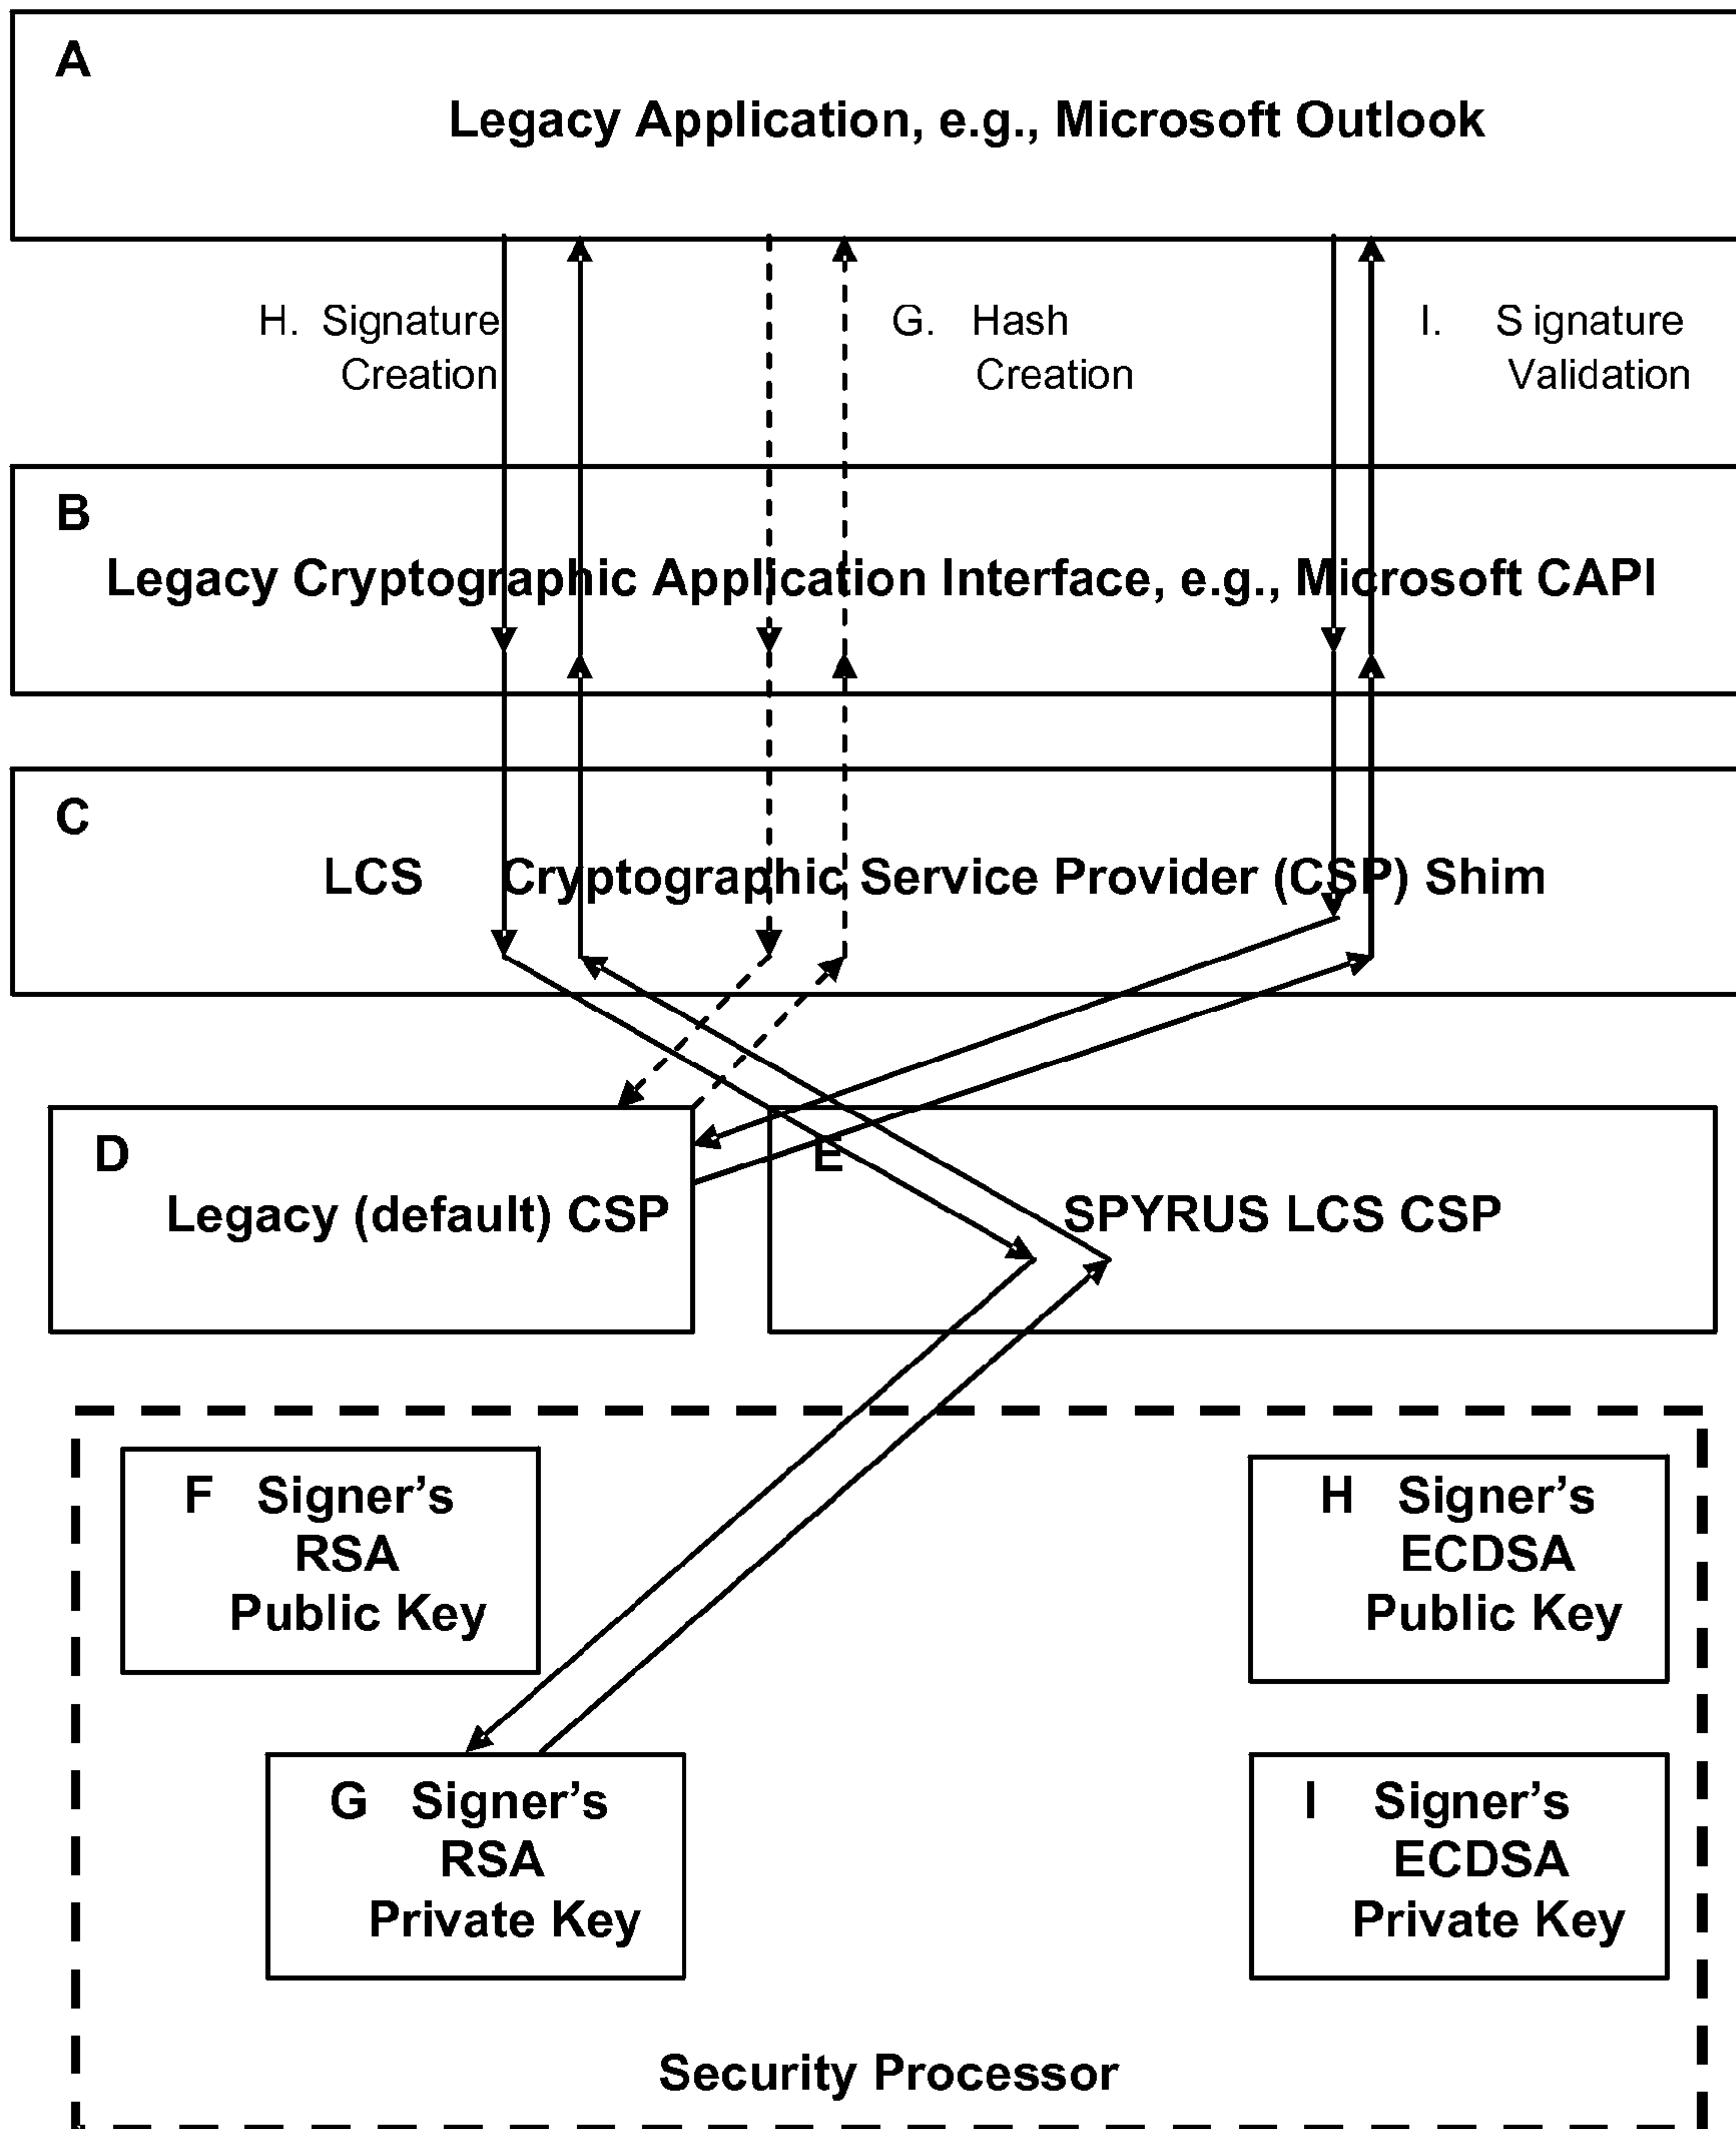 A
Legacy Application, e.g., Microsoft Outlook
H. Signature
Creation
G. Hash
Creation
I. S ignature
Validation
B
Legacy Cryptographic Application Interface, e.g., Microsoft CAPI
C
LCS Cryptographic Service Provider (CSP) Shim
D
Legacy (default) CSP
E
SPYRUS LCS CSP
F Signer’s
RSA
Public Key
H Signer’s
ECDSA
Public Key
G Signer’s
RSA
Private Key
I Signer’s
ECDSA
Private Key
Security Processor